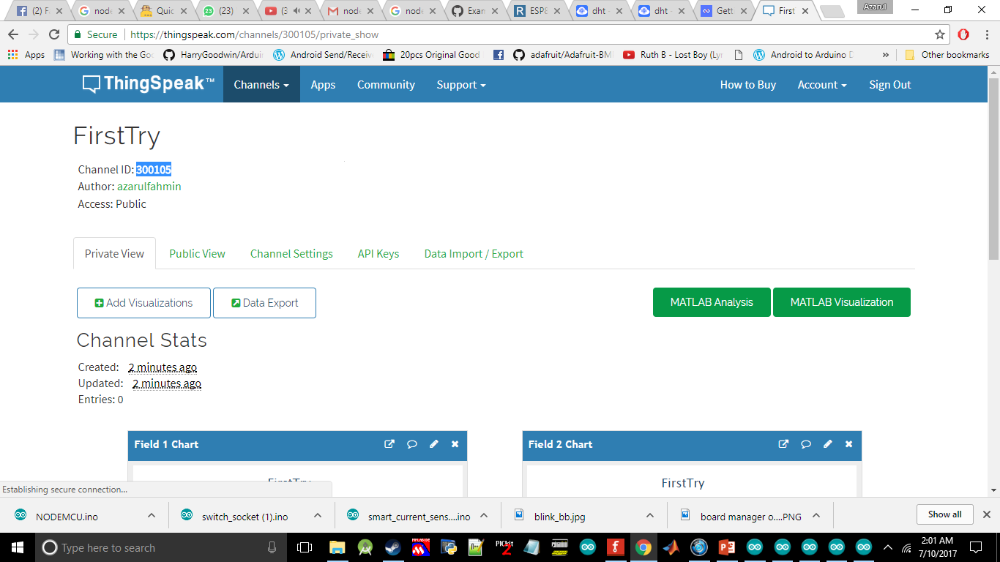 (2) F
node
Quic
(23)
(3
node
node
Exan
ESP8
dht -
dht -
Gett
First
Azarul
Secure
https://thingspeak.com/channels/300105/private_show
Apps
Working with the Go
HarryGoodwin/Ardui
Android Send/Receiv
20pcs Original Good
adafruit/Adafruit-BM
Ruth B - Lost Boy (Lyr
Android to Arduino D
»
Other bookmarks
ThingSpeak™
Channels
Apps
Community
Support
How to Buy
Account
Sign Out
FirstTry
Channel ID: 300105
Author: azarulfahmin
Access: Public
Private View
Public View
Channel Settings
API Keys
Data Import / Export
Add Visualizations
Data Export
MATLAB Analysis
MATLAB Visualization
Channel Stats
Created: 2 minutes ago
Updated: 2 minutes ago
Entries: 0
Field 1 Chart
Field 2 Chart
FirstTry
FirstTry
Establishing secure connection...
NODEMCU.ino
switch_socket (1).ino
smart_current_sens....ino
blink_bb.jpg
board manager o....PNG
Show all
Type here to search
PICkit
2
2:01 AM
7/10/2017